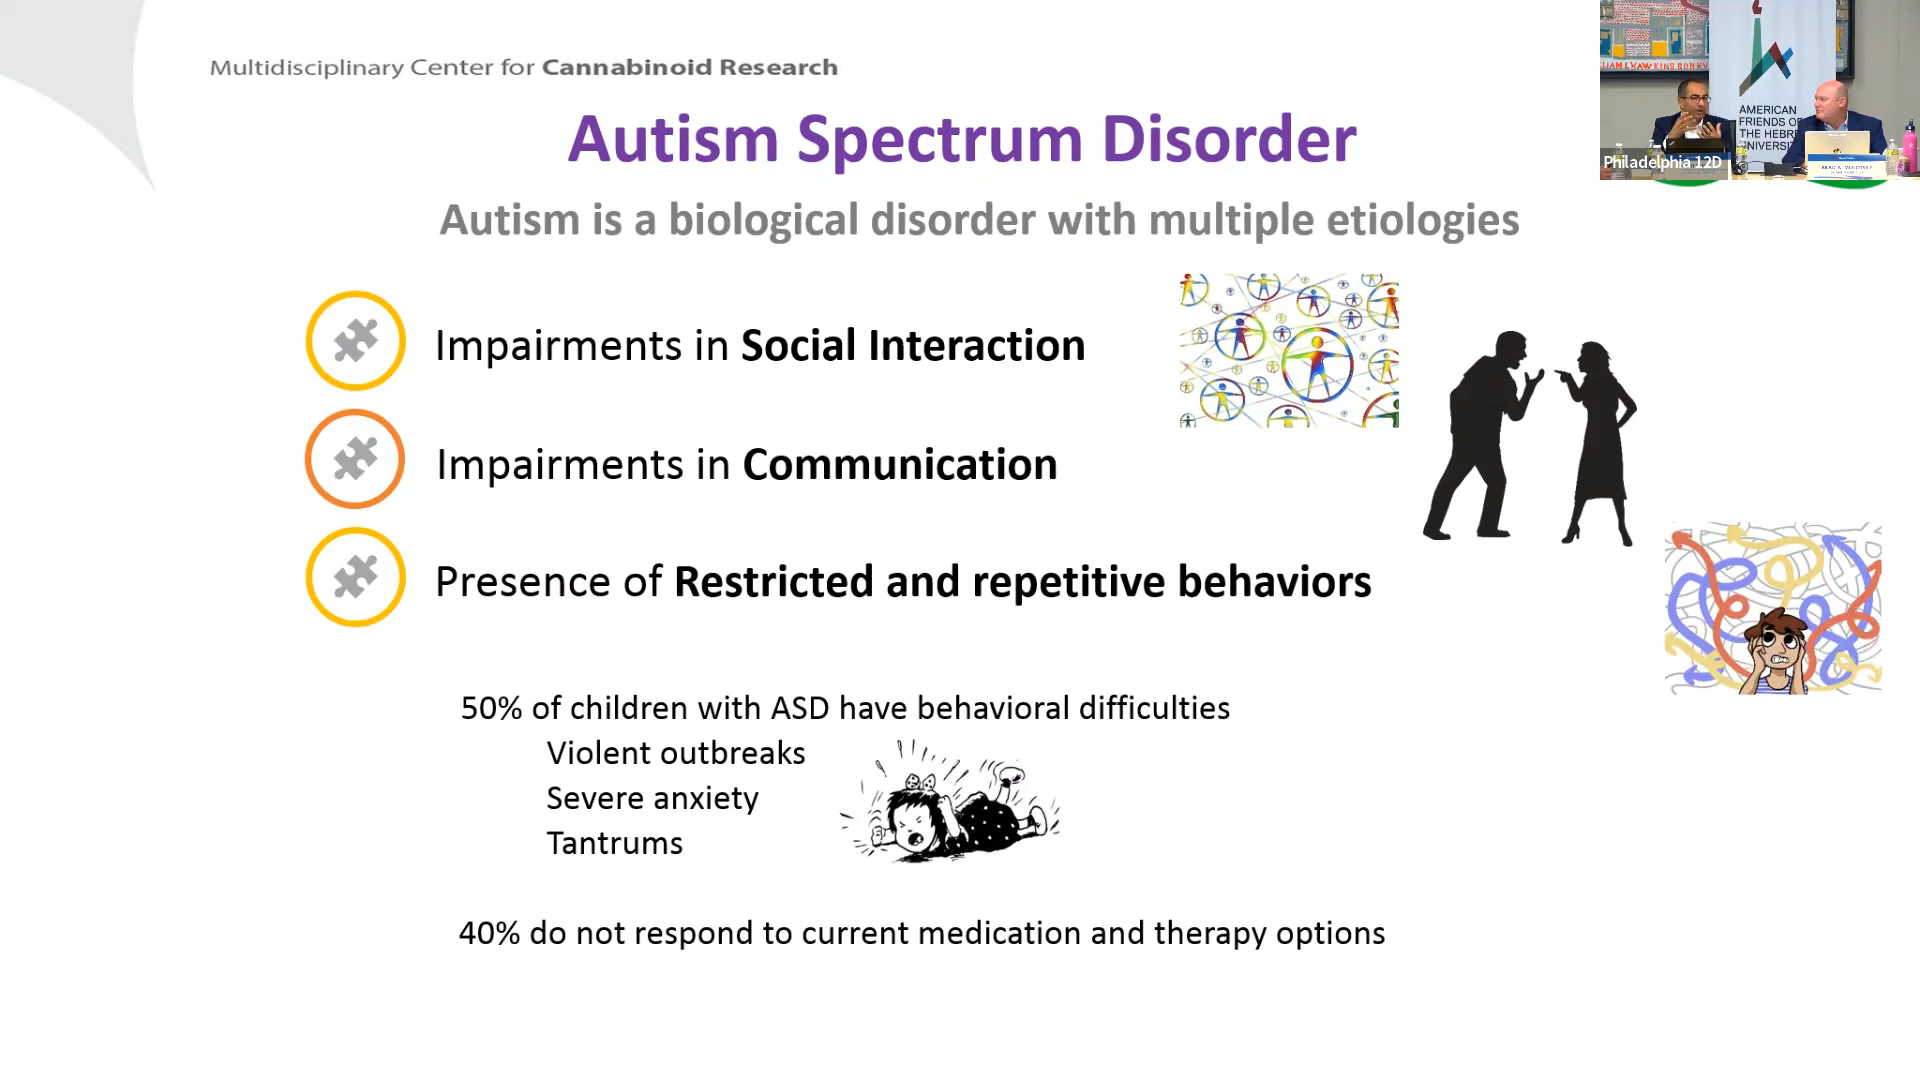 Multidisciplinary Center for Cannabinoid Research
Autism Spectrum Disorder
Autism is a biological disorder with multiple etiologies
Impairments in Social Interaction
Impairments in Communication
Presence of Restricted and repetitive behaviors
50% of children with ASD have behavioral difficulties
Violent outbreaks
Severe anxiety
Tantrums
40% do not respond to current medication and therapy options
AMERICAN
FRIENDS OF
THE HEBR
UNIVERSI
Philadelphia 12D
BRAD A. MOLOTSKY